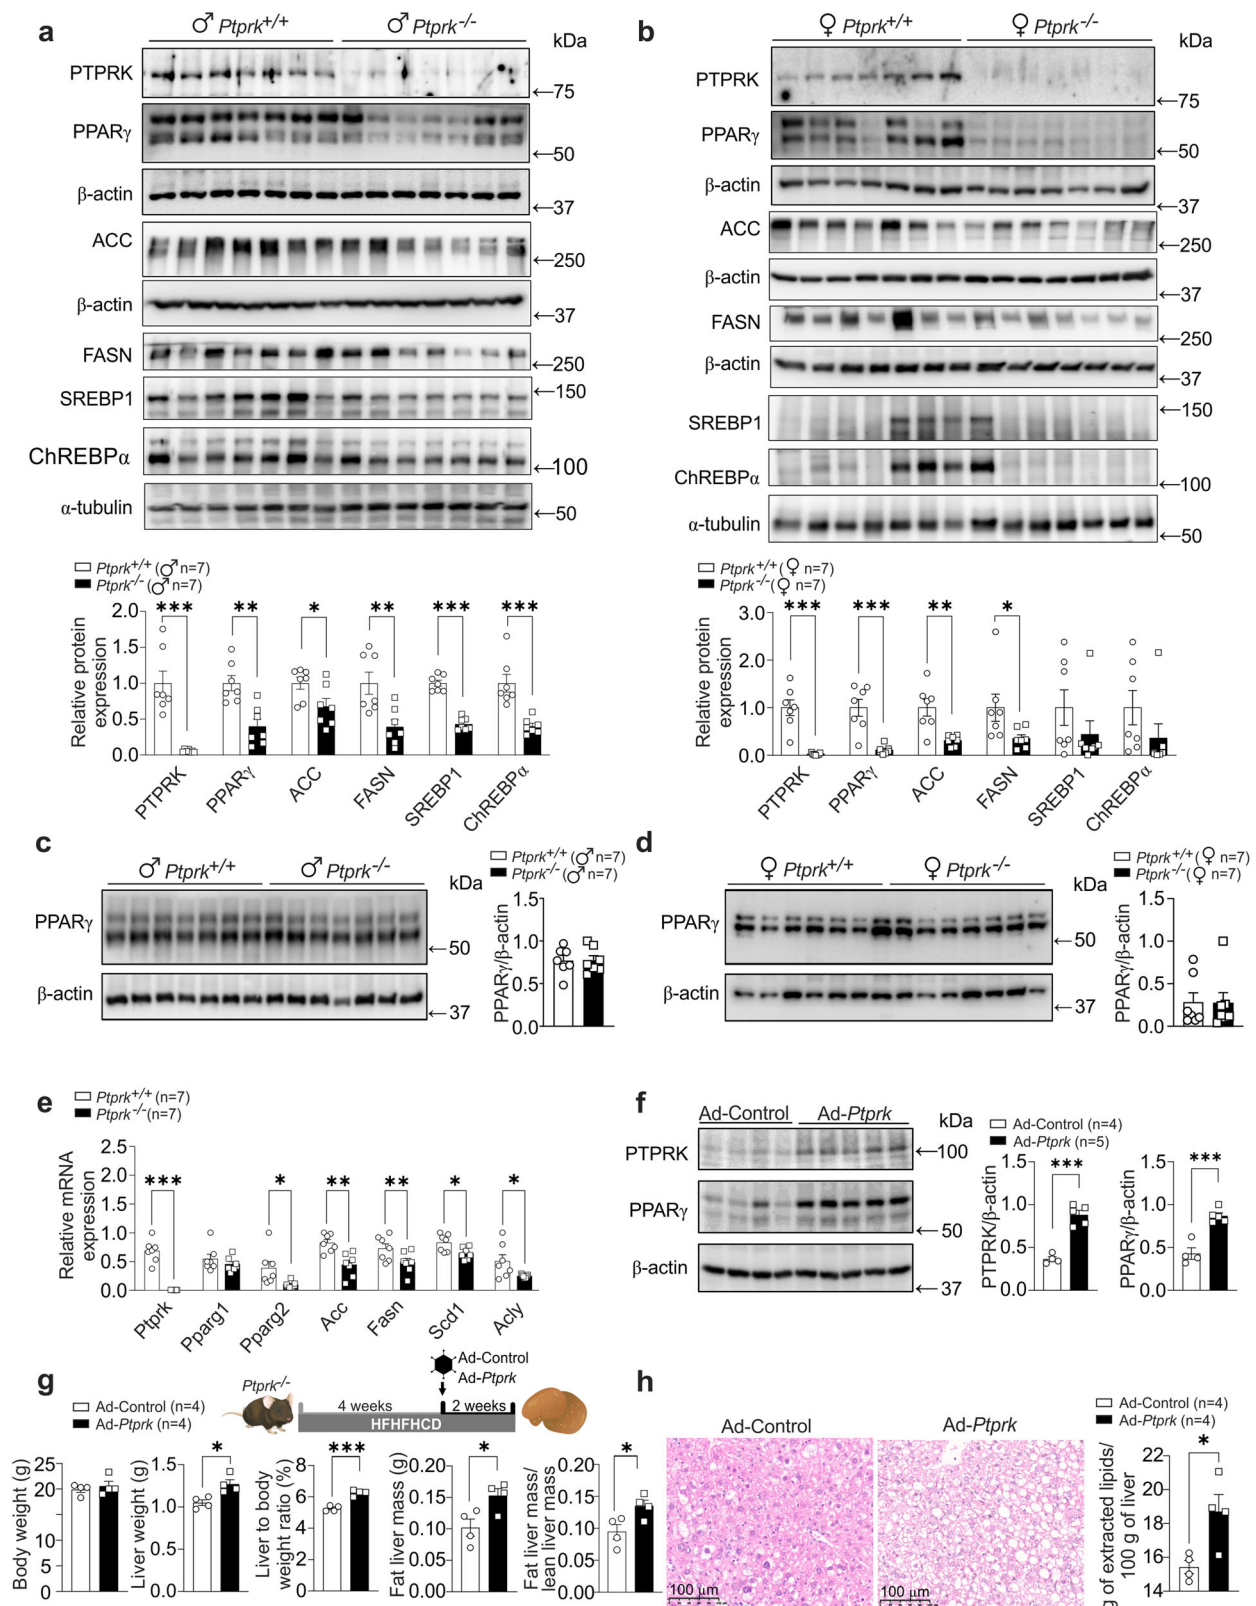 a
♂ Ptprk+/+
♂ Ptprk-/-
kDa
PTPRK
←75
PPARγ
←50
β-actin
←37
ACC
←250
β-actin
←37
FASN
←250
SREBP1
←150
ChREBPα
←100
α-tubulin
←50
Ptprk+/+ (♂ n=7)
Ptprk-/- (♂ n=7)
Relative protein
expression
2.0
1.5
1.0
0.5
0.0
*** ** * ** *** ***
PTPRK PPARγ ACC FASN SREBP1 ChREBPα
b
♀ Ptprk+/+
♀ Ptprk-/-
kDa
PTPRK
←75
PPARγ
←50
β-actin
←37
ACC
←250
β-actin
←37
FASN
←250
β-actin
←37
SREBP1
←150
ChREBPα
←100
α-tubulin
←50
Ptprk+/+ (♀ n=7)
Ptprk-/- (♀ n=7)
Relative protein
expression
3.0
2.0
1.0
0.0
*** *** ** *
PTPRK PPARγ ACC FASN SREBP1 ChREBPα
c
♂ Ptprk+/+
♂ Ptprk-/-
kDa
PPARγ
←50
β-actin
←37
Ptprk+/+ (♂ n=7)
Ptprk-/- (♂ n=7)
PPARγ/β-actin
1.5
1.0
0.5
0.0
d
♀ Ptprk+/+
♀ Ptprk-/-
kDa
PPARγ
←50
β-actin
←37
Ptprk+/+ (♀ n=7)
Ptprk-/- (♀ n=7)
PPARγ/β-actin
1.5
1.0
0.5
0.0
e
Ptprk+/+ (n=7)
Ptprk-/- (n=7)
Relative mRNA
expression
2.5
2.0
1.5
1.0
0.5
0.0
*** * ** ** * *
Ptprk Pparg1 Pparg2 Acc Fasn Scd1 Acly
f
Ad-Control
Ad-Ptprk
kDa
PTPRK
←100
PPARγ
←50
β-actin
←37
Ad-Control (n=4)
Ad-Ptprk (n=5)
PTPRK/β-actin
1.5
1.0
0.5
0.0
***
PPARγ/β-actin
1.5
1.0
0.5
0.0
***
g
Ad-Control (n=4)
Ad-Ptprk (n=4)
Ptprk-/-
Ad-Control
Ad-Ptprk
4 weeks
2 weeks
HFHFHCD
Body weight (g)
25
20
15
10
5
0
Liver weight (g)
1.5
1.0
0.5
0.0
*
Liver to body
weight ratio (%)
8
6
4
2
0
***
Fat liver mass (g)
0.20
0.15
0.10
0.05
0.00
*
Fat liver mass/
lean liver mass
0.20
0.15
0.10
0.05
0.00
*
h
Ad-Control
Ad-Ptprk
100 µm
100 µm
Ad-Control (n=4)
Ad-Ptprk (n=4)
g of extracted lipids/
100 g of liver
22
20
18
16
14
*